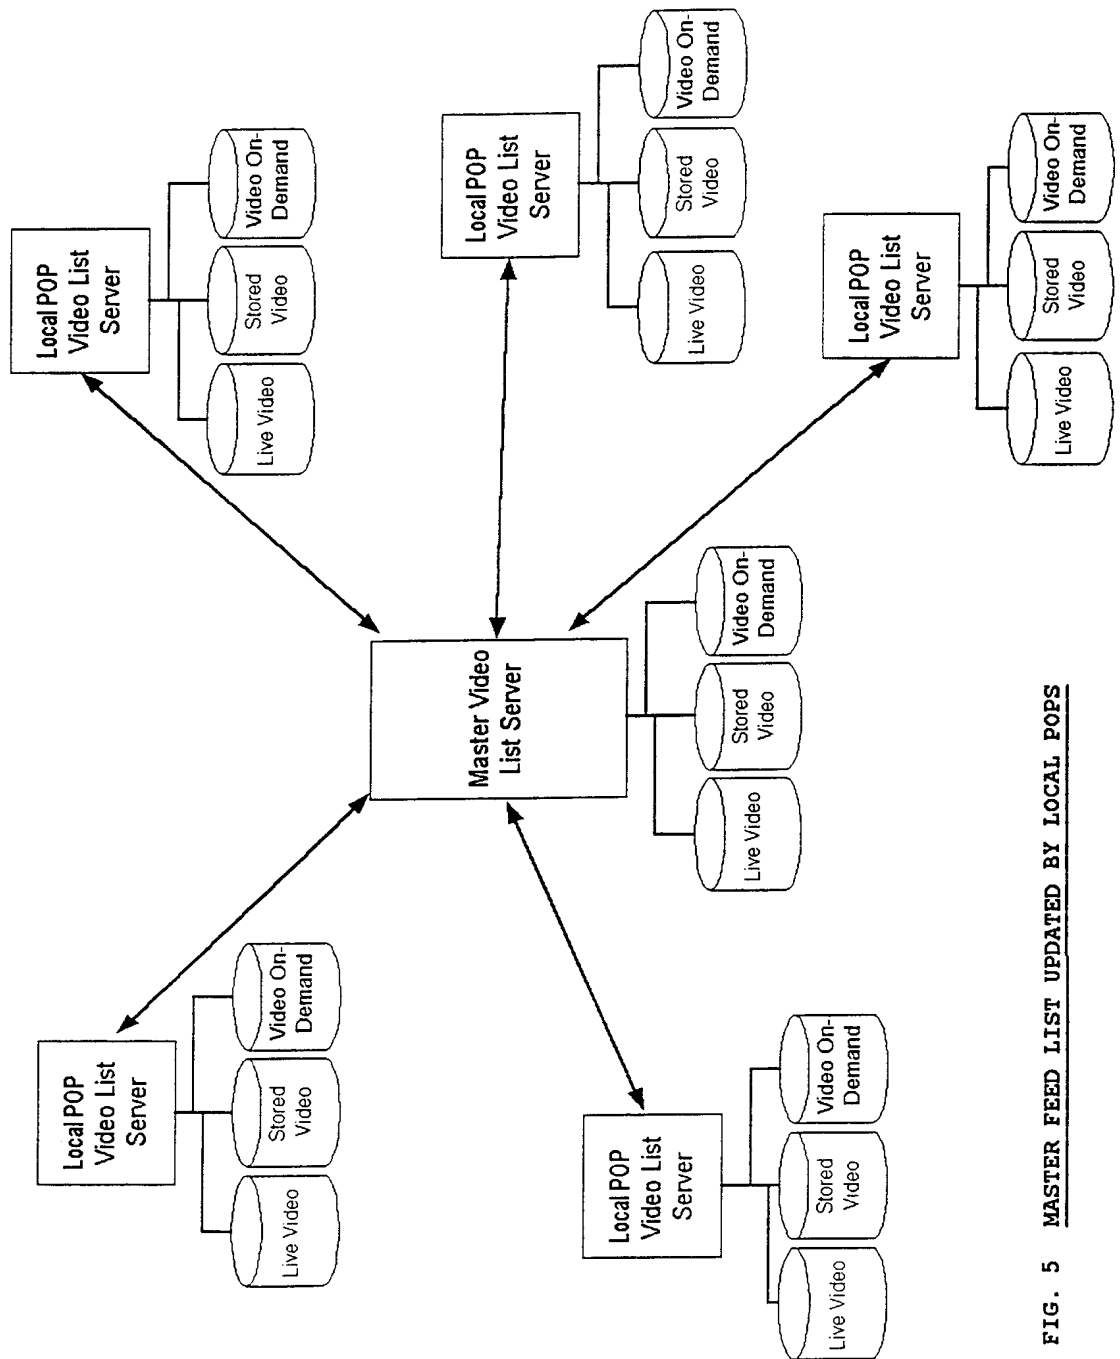 Local POP
Video List
Server
Live Video
Stored
Video
Video On-
Demand
Local POP
Video List
Server
Live Video
Stored
Video
Video On-
Demand
Master Video
List Server
Live Video
Stored
Video
Video On-
Demand
Local POP
Video List
Server
Live Video
Stored
Video
Video On-
Demand
Local POP
Video List
Server
Live Video
Stored
Video
Video On-
Demand
Local POP
Video List
Server
Live Video
Stored
Video
Video On-
Demand
FIG. 5 MASTER FEED LIST UPDATED BY LOCAL POPS